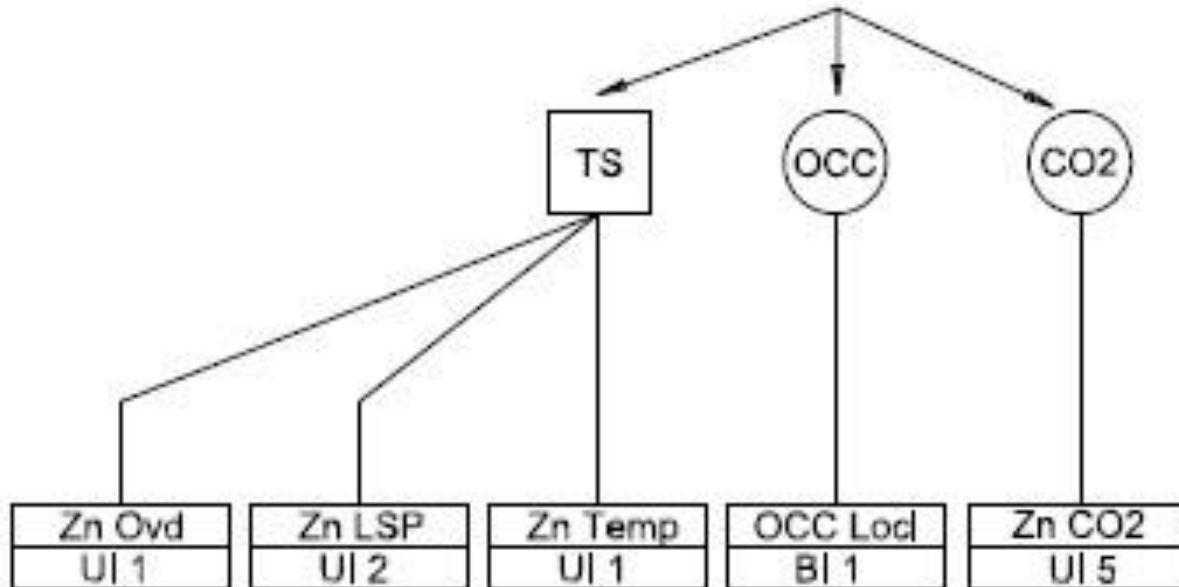 TS
OCC
CO2
Zn Ovd
UI 1
Zn LSP
UI 2
Zn Temp
UI 1
OCC Locl
BI 1
Zn CO2
UI 5